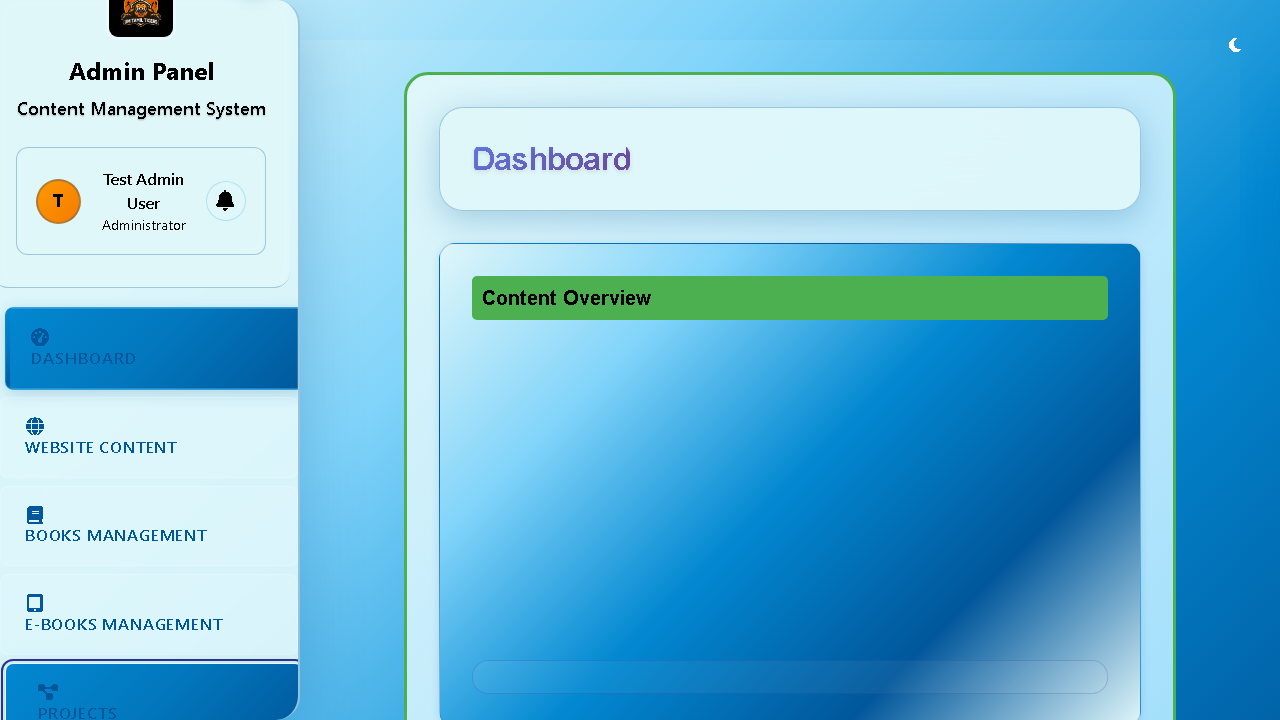 Admin Panel
Content Management System
T
Test Admin
User
Administrator
DASHBOARD
WEBSITE CONTENT
BOOKS MANAGEMENT
E-BOOKS MANAGEMENT
PROJECTS
Dashboard
Content Overview